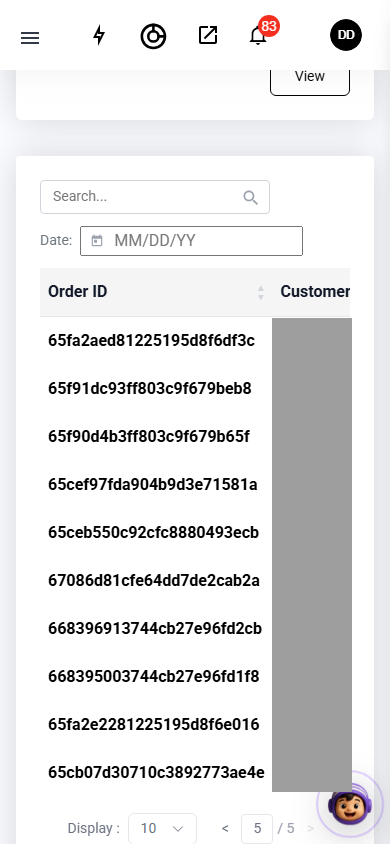 83
DD
View
Search...
Date: MM/DD/YY
Order ID Customer
65fa2aed81225195d8f6df3c
65f91dc93ff803c9f679beb8
65f90d4b3ff803c9f679b65f
65cef97fda904b9d3e71581a
65ceb550c92cfc8880493ecb
67086d81cfe64dd7de2cab2a
668396913744cb27e96fd2cb
668395003744cb27e96fd1f8
65fa2e2281225195d8f6e016
65cb07d30710c3892773ae4e
Display : 10 < 5 / 5 >